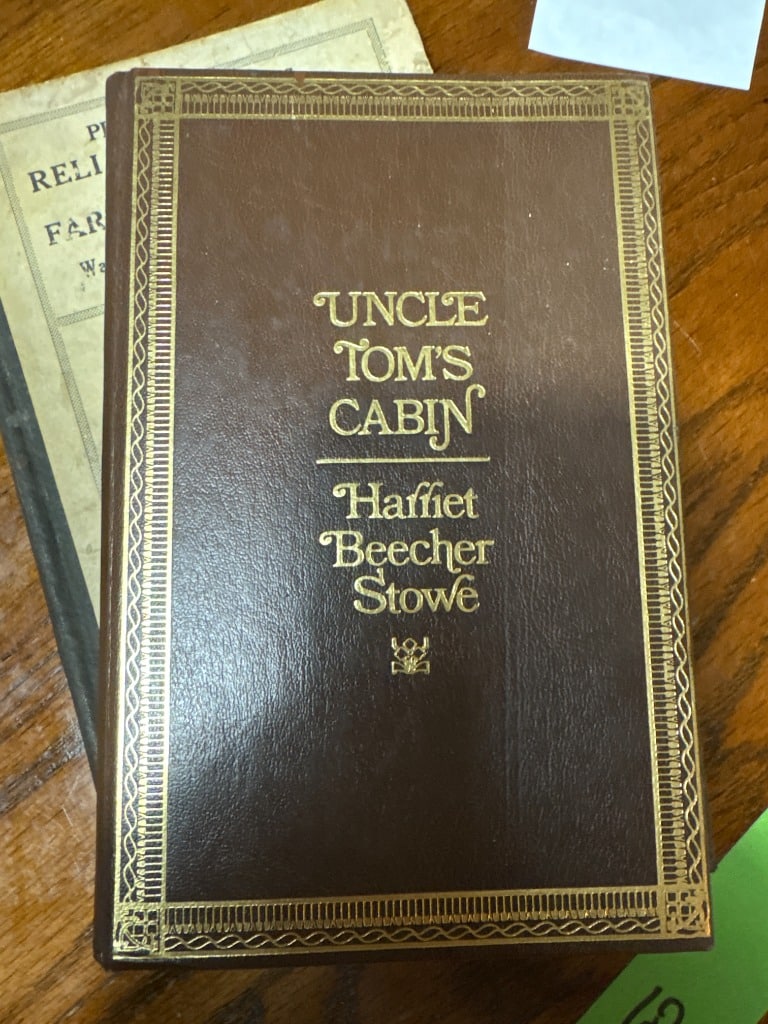 UNCLE
TOM'S
CABIN
Harriet
Beecher
Stowe